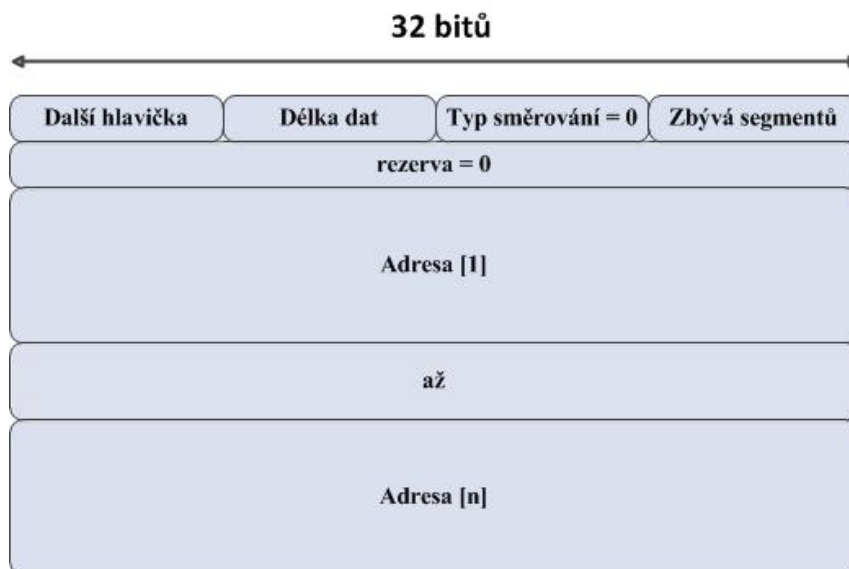 32 bitů
Další hlavička Délka dat Typ směrování = 0 Zbývá segmentů
rezerva = 0
Adresa [1]
až
Adresa [n]